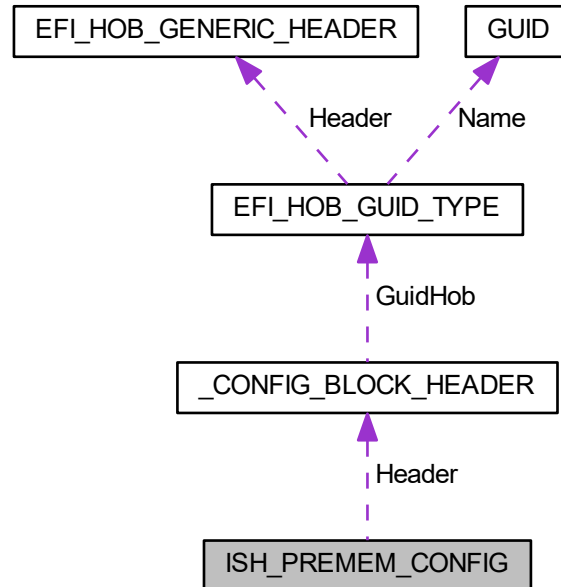 EFI_HOB_GENERIC_HEADER
GUID
Header
Name
EFI_HOB_GUID_TYPE
GuidHob
_CONFIG_BLOCK_HEADER
Header
ISH_PREMEM_CONFIG